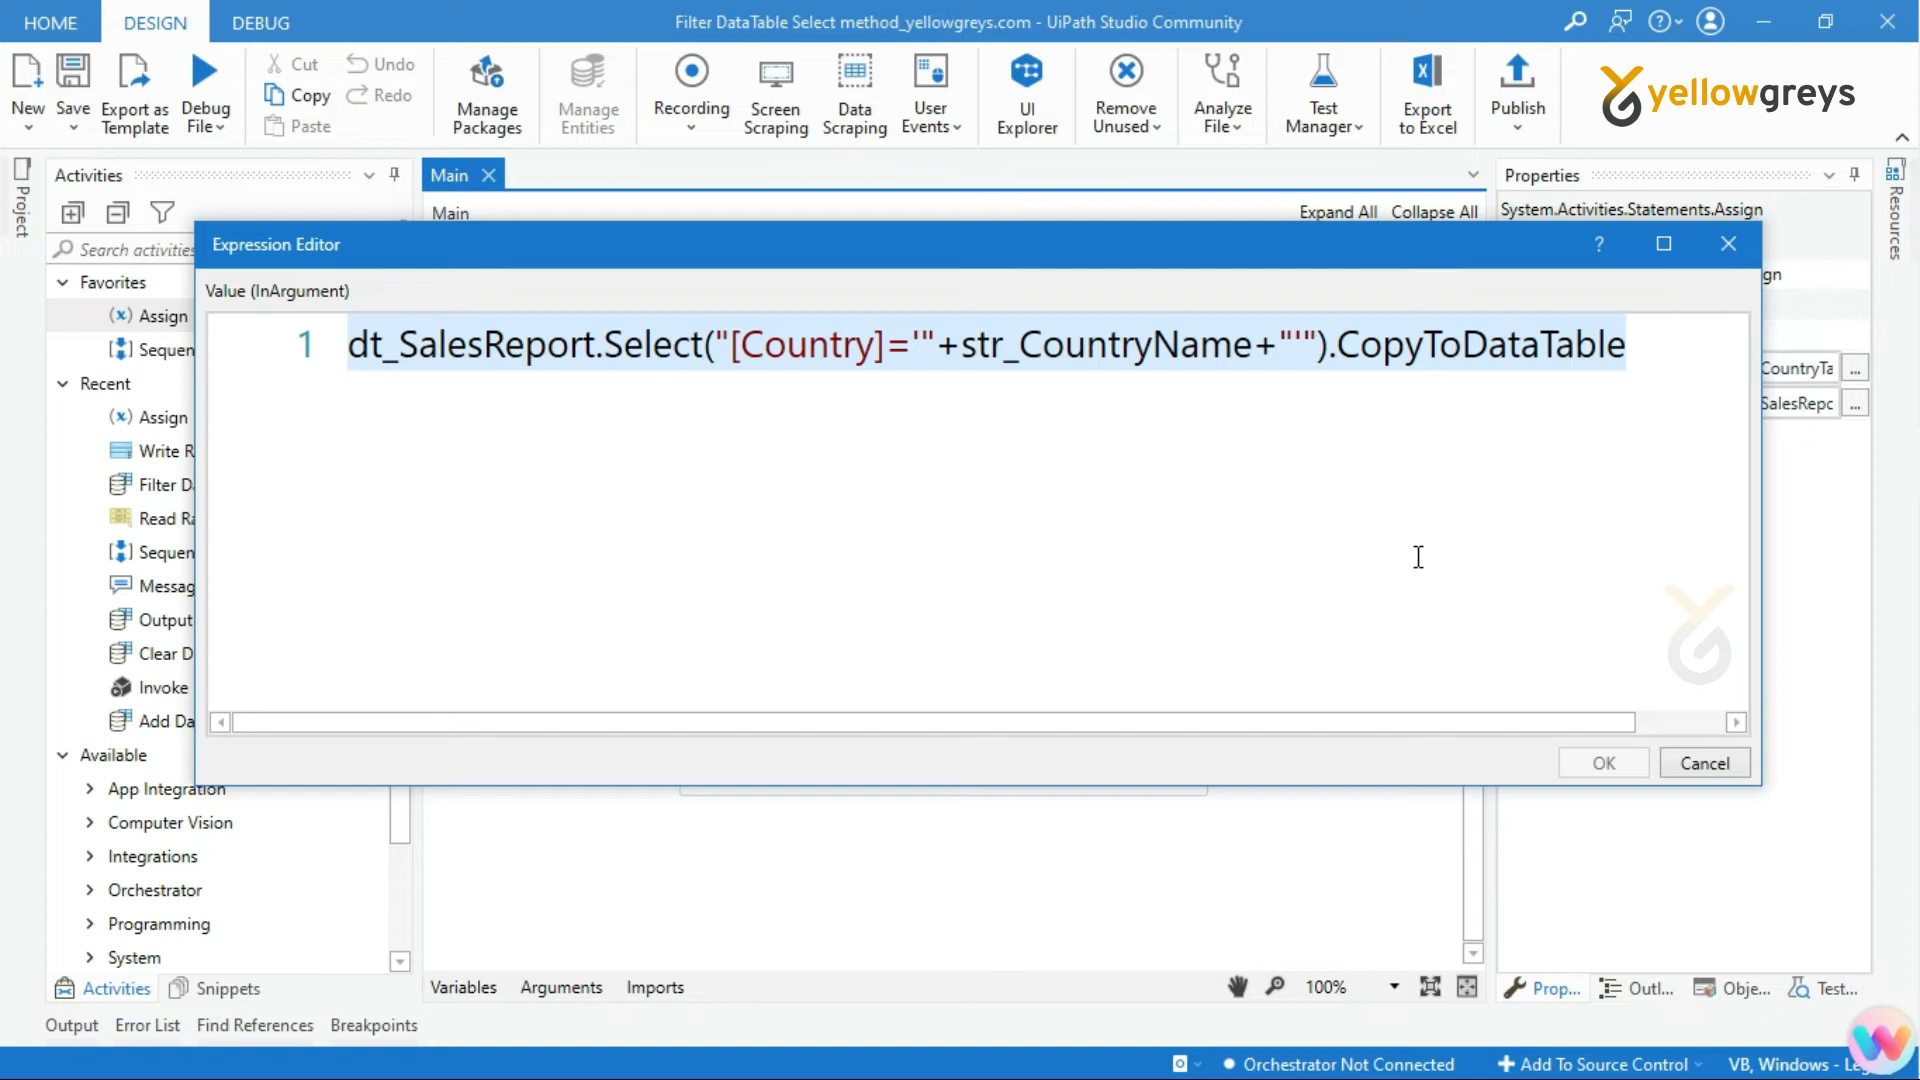 HOME DESIGN DEBUG Filter DataTable Select method_yellowgreys.com - UiPath Studio Community
New Save Export as Template Debug File
Cut Copy Paste Undo Redo
Manage Packages Manage Entities Recording Screen Scraping Data Scraping User Events UI Explorer Remove Unused Analyze File Test Manager Export to Excel Publish
yellowgreys
Project
Activities
Search activities
Favorites
Assign
Sequen
Recent
Assign
Write R
Filter D
Read Ra
Sequen
Messag
Output
Clear D
Invoke
Add Da
Available
App Integration
Computer Vision
Integrations
Orchestrator
Programming
System
Activities Snippets
Main
Main Expand All Collapse All
Expression Editor ?
Value (InArgument)
1 dt_SalesReport.Select("[Country]='"+str_CountryName+"'").CopyToDataTable
OK Cancel
Variables Arguments Imports 100%
Properties
System.Activities.Statements.Assign
gn
CountryTa ...
SalesRepo ...
Prop... Outl... Obje... Test...
Resources
Output Error List Find References Breakpoints
Orchestrator Not Connected Add To Source Control VB, Windows - Le